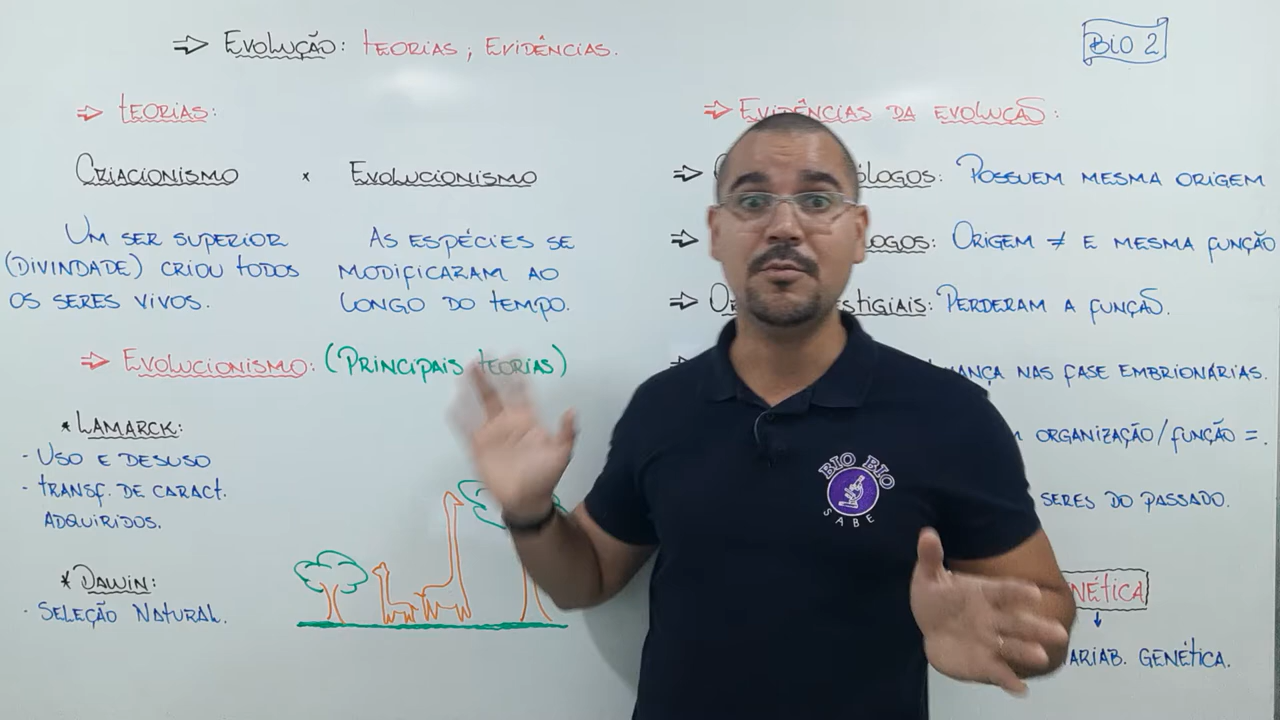 ⇒ EVOLUÇÃO: TEORIAS; EVIDÊNCIAS.
BIO 2
⇒ TEORIAS:
CRIACIONISMO × EVOLUCIONISMO
UM SER SUPERIOR
(DIVINDADE) CRIOU TODOS
OS SERES VIVOS.
AS ESPÉCIES SE
MODIFICARAM AO
LONGO DO TEMPO.
⇒ EVOLUCIONISMO: (PRINCIPAIS TEORIAS)
* LAMARCK:
- USO E DESUSO
- TRANSF. DE CARACT.
ADQUIRIDOS.
* DAWIN:
- SELEÇÃO NATURAL.
⇒ EVIDÊNCIAS DA EVOLUÇÃO:
⇒ ÓLOGOS: POSSUEM MESMA ORIGEM
⇒ LOGOS: ORIGEM ≠ E MESMA FUNÇÃO
⇒ STIGIAIS: PERDERAM A FUNÇÃO.
ANÇA NAS FASE EMBRIONÁRIAS.
ORGANIZAÇÃO/FUNÇÃO =.
SERES DO PASSADO.
NÉTICA
↓
ARIAB. GENÉTICA.
BIO BIO
SABE